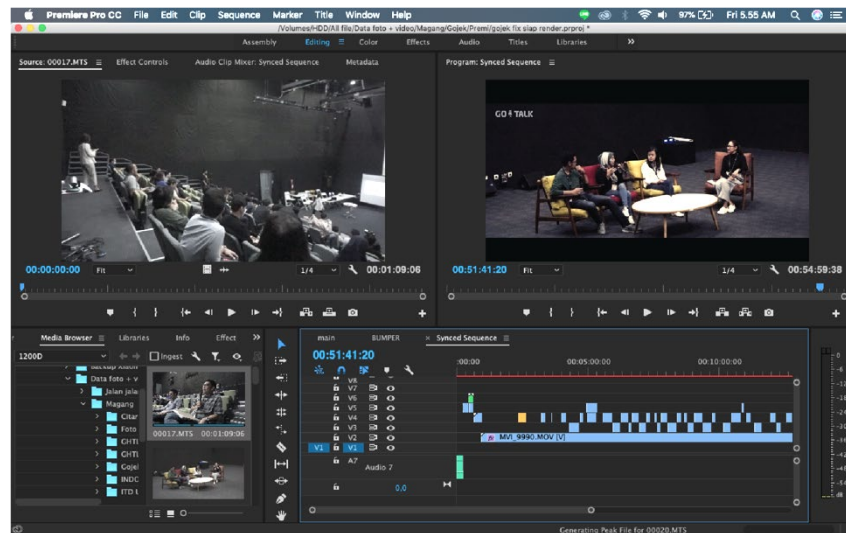 Premiere Pro CC File Edit Clip Sequence Marker Title Window Help 97% Fri 5.55 AM
/Volumes/HDD/All file/Data foto + video/Magang/Gojek/Premi/gojek fix siap render.prproj *
Assembly Editing Color Effects Audio Titles Libraries
Source: 00017.MTS Effect Controls Audio Clip Mixer: Synced Sequence Metadata Program: Synced Sequence
GO TALK
00:00:00:00 Fit 1/4 00:01:09:06 00:51:41:20 Fit 1/4 00:54:59:38
Media Browser Libraries Info Effect main BUMPER × Synced Sequence
1200D Ingest 00:51:41:20
:00:00 00:05:00:00 00:10:00:00
Data foto + v
Jalan jala
Magang
Citar
Foto
GHTI
GHTL
Gojel
INDC
ITD L
00017.MTS 00:01:09:06
V8
V7
V6
V5
V4
V3
V2 MVI_9990.MOV [V]
V1 V1
A7 Audio 7
0,0
Generating Peak File for 00020.MTS